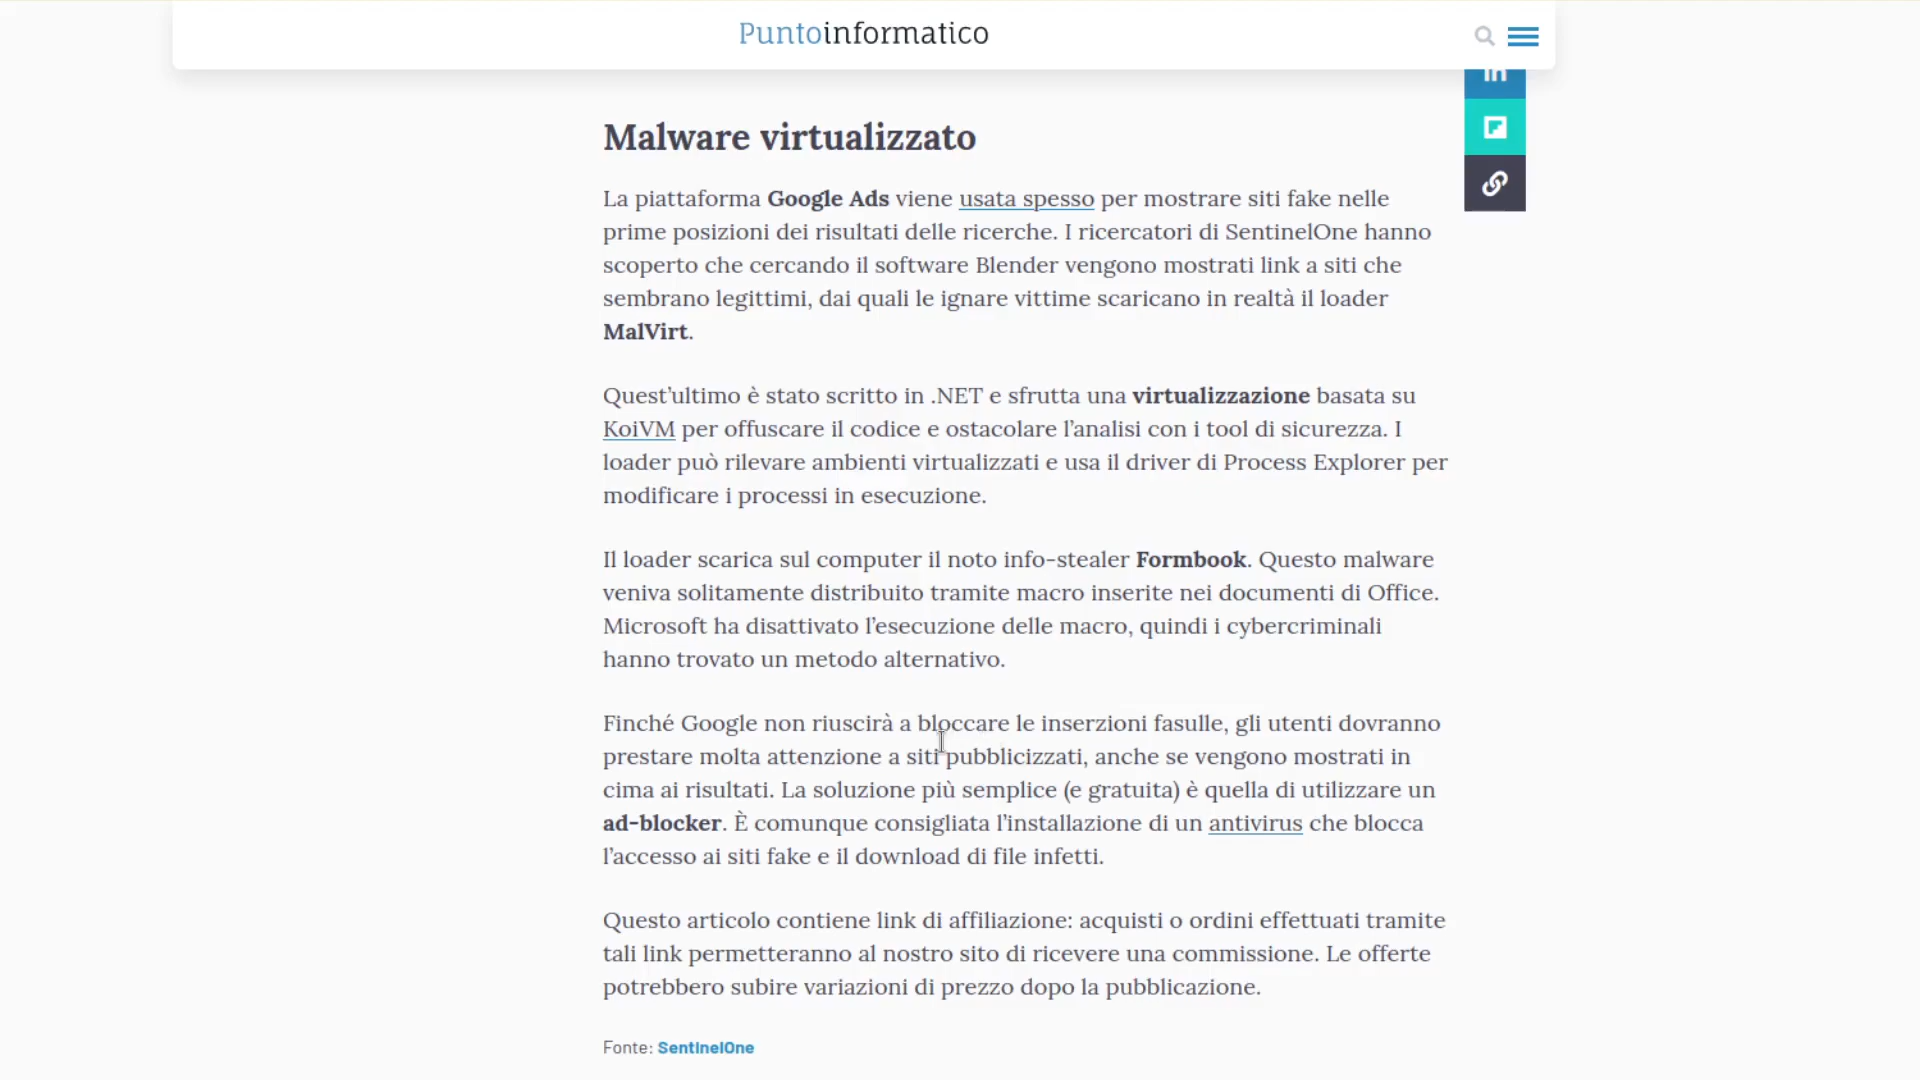 Puntoinformatico
in
Malware virtualizzato
La piattaforma Google Ads viene usata spesso per mostrare siti fake nelle
prime posizioni dei risultati delle ricerche. I ricercatori di SentinelOne hanno
scoperto che cercando il software Blender vengono mostrati link a siti che
sembrano legittimi, dai quali le ignare vittime scaricano in realtà il loader
MalVirt.
Quest’ultimo è stato scritto in .NET e sfrutta una virtualizzazione basata su
KoiVM per offuscare il codice e ostacolare l’analisi con i tool di sicurezza. I
loader può rilevare ambienti virtualizzati e usa il driver di Process Explorer per
modificare i processi in esecuzione.
Il loader scarica sul computer il noto info-stealer Formbook. Questo malware
veniva solitamente distribuito tramite macro inserite nei documenti di Office.
Microsoft ha disattivato l’esecuzione delle macro, quindi i cybercriminali
hanno trovato un metodo alternativo.
Finché Google non riuscirà a bloccare le inserzioni fasulle, gli utenti dovranno
prestare molta attenzione a siti pubblicizzati, anche se vengono mostrati in
cima ai risultati. La soluzione più semplice (e gratuita) è quella di utilizzare un
ad-blocker. È comunque consigliata l’installazione di un antivirus che blocca
l’accesso ai siti fake e il download di file infetti.
Questo articolo contiene link di affiliazione: acquisti o ordini effettuati tramite
tali link permetteranno al nostro sito di ricevere una commissione. Le offerte
potrebbero subire variazioni di prezzo dopo la pubblicazione.
Fonte: SentinelOne